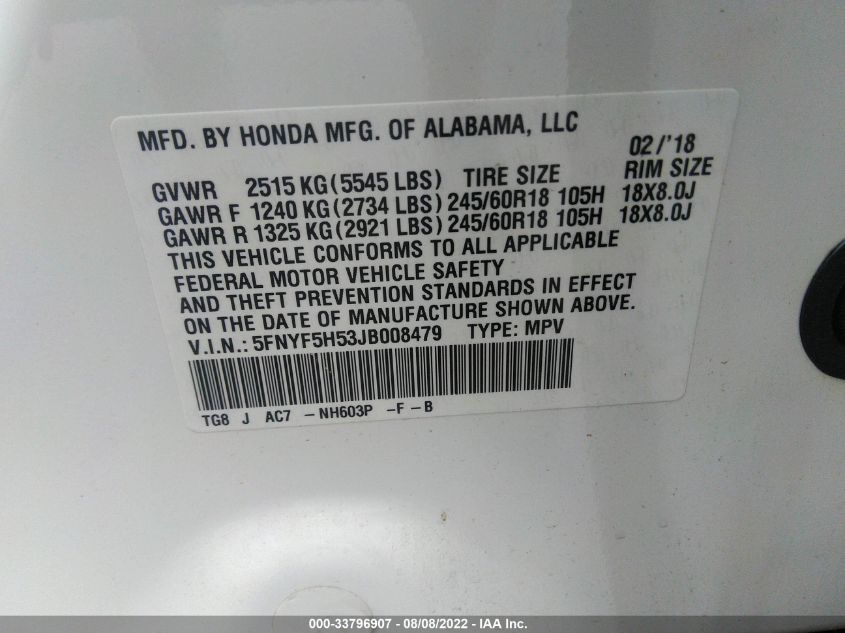 MFD. BY HONDA MFG. OF ALABAMA, LLC 02/'18
GVWR 2515 KG(5545 LBS) TIRE SIZE RIM SIZE
GAWR F 1240 KG(2734 LBS) 245/60R18 105H 18X8.0J
GAWR R 1325 KG(2921 LBS) 245/60R18 105H 18X8.0J
THIS VEHICLE CONFORMS TO ALL APPLICABLE
FEDERAL MOTOR VEHICLE SAFETY
AND THEFT PREVENTION STANDARDS IN EFFECT
ON THE DATE OF MANUFACTURE SHOWN ABOVE.
V.I.N.: 5FNYF5H53JB008479 TYPE: MPV
TG8 J AC7 -NH603P -F-B
000-33796907 - 08/08/2022 - IAA Inc.